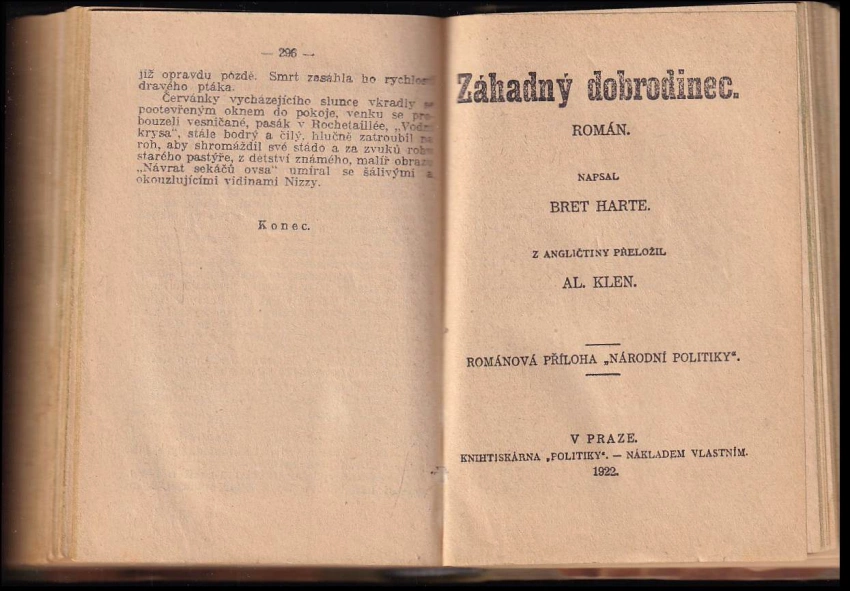 — 296 —
již opravdu pózdě. Smrt zasáhla ho rychlostí
dravého ptáka.
Červánky vycházejícího slunce vkradly se
pootevřeným oknem do pokoje, venku se pro-
bouzeli vesničané, pasák v Rochetaillée, „Vodní
krysa“, stále bodrý a čilý, hlučně zatroubil na
roh, aby shromáždil své stádo a za zvuků rohu
starého pastýře, z dětství známého, malíř obrazu
„Návrat sekáčů ovsa“ umíral se šálivými a
okouzlujícími vidinami Nizzy.
Konec.
Záhadný dobrodinec.
ROMÁN.
NAPSAL
BRET HARTE.
Z ANGLIČTINY PŘELOŽIL
AL. KLEN.
ROMÁNOVÁ PŘÍLOHA „NÁRODNÍ POLITIKY“.
V PRAZE.
KNIHTISKÁRNA „POLITIKY“. — NÁKLADEM VLASTNÍM.
1922.